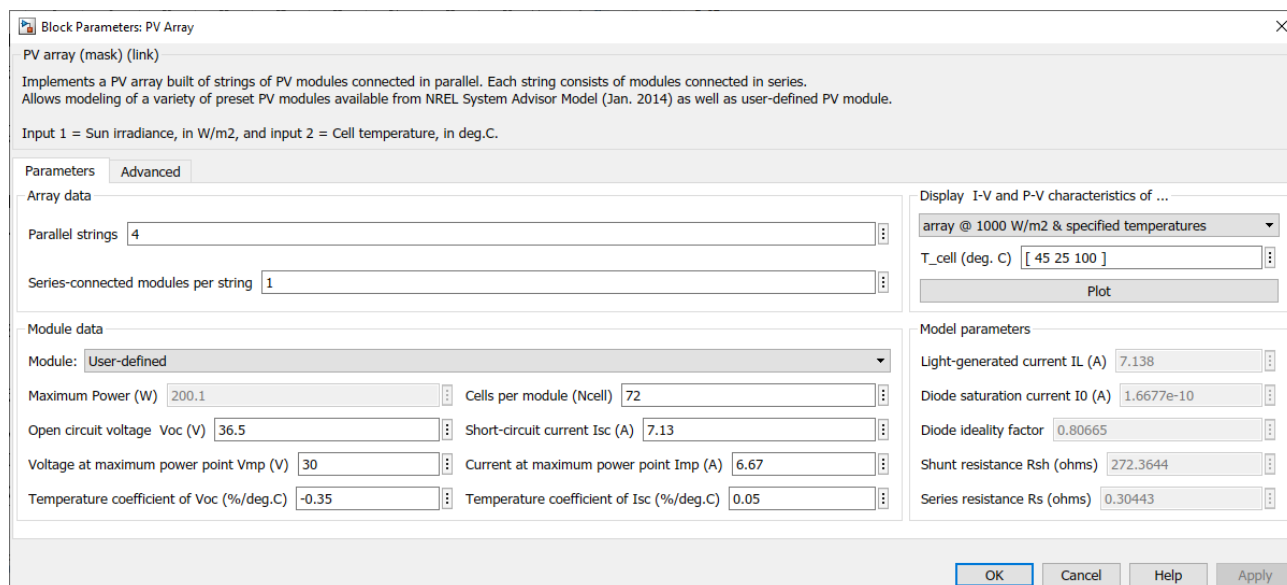 Block Parameters: PV Array
PV array (mask) (link)
Implements a PV array built of strings of PV modules connected in parallel. Each string consists of modules connected in series.
Allows modeling of a variety of preset PV modules available from NREL System Advisor Model (Jan. 2014) as well as user-defined PV module.
Input 1 = Sun irradiance, in W/m2, and input 2 = Cell temperature, in deg.C.
Parameters Advanced
Array data
Parallel strings 4
Series-connected modules per string 1
Display I-V and P-V characteristics of ...
array @ 1000 W/m2 & specified temperatures
T_cell (deg. C) [ 45 25 100 ]
Plot
Module data
Module: User-defined
Maximum Power (W) 200.1 Cells per module (Ncell) 72
Open circuit voltage Voc (V) 36.5 Short-circuit current Isc (A) 7.13
Voltage at maximum power point Vmp (V) 30 Current at maximum power point Imp (A) 6.67
Temperature coefficient of Voc (%/deg.C) -0.35 Temperature coefficient of Isc (%/deg.C) 0.05
Model parameters
Light-generated current IL (A) 7.138
Diode saturation current I0 (A) 1.6677e-10
Diode ideality factor 0.80665
Shunt resistance Rsh (ohms) 272.3644
Series resistance Rs (ohms) 0.30443
OK Cancel Help Apply